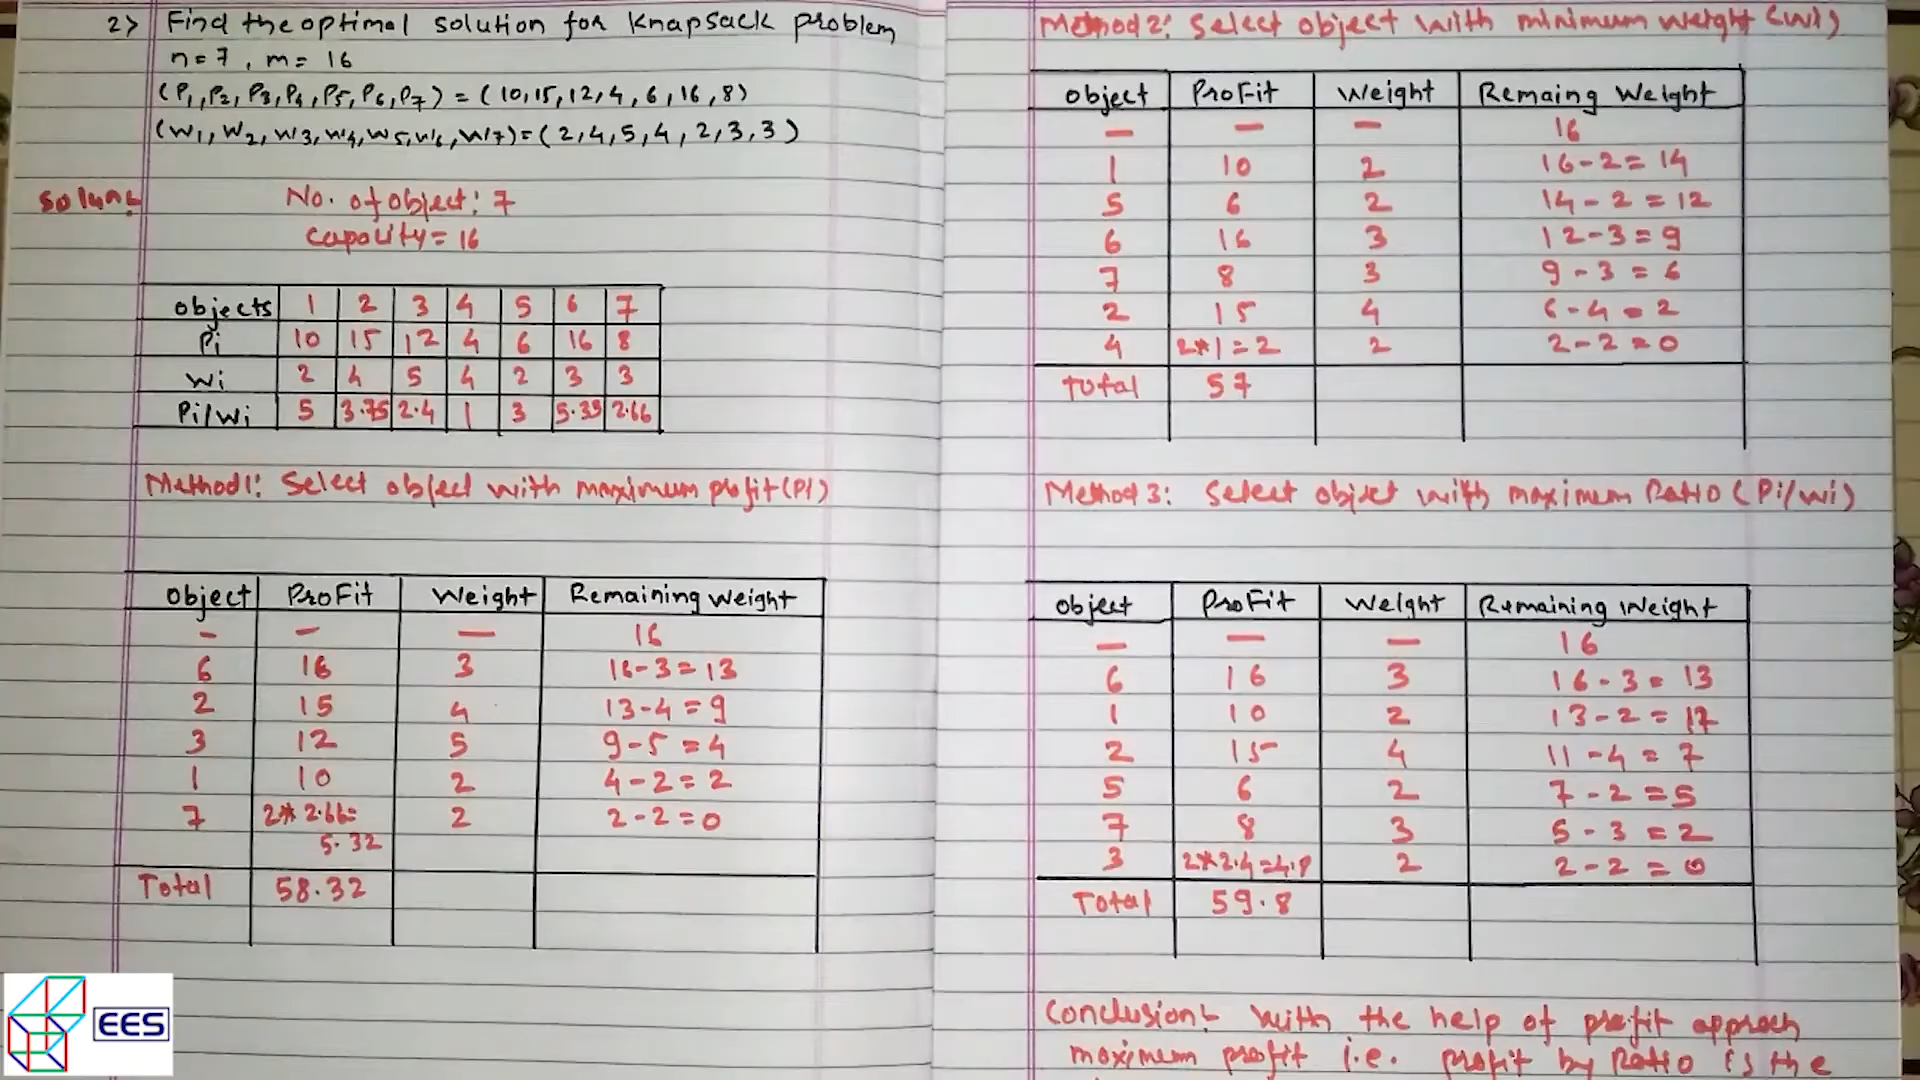 2) Find the optimal solution for Knapsack problem
n=7, m= 16
(P1,P2, P3,P4,P5,P6,P7) = (10,15,12,4,6,16,8)
(W1,W2,W3,W4,W5,W6,W7)=(2,4,5,4,2,3,3)
No. of object: 7
capacity= 16
objects 1 2 3 4 5 6 7
Pi 10 15 12 4 6 16 8
Wi 2 4 5 4 2 3 3
Pi/Wi 5 3.75 2.4 1 3 5.33 2.66
Method1: Select object with maximum profit(Pi)
object ProFit Weight Remaining weight
— — — 16
6 16 3 16-3=13
2 15 4 13-4=9
3 12 5 9-5=4
1 10 2 4-2=2
7 2*2.66= 2 2-2=0
5.32
Total 58.32
EES
Method2: Select object with minimum weight (Wi)
object ProFit Weight Remaing Weight
— — — 16
1 10 2 16-2=14
5 6 2 14-2=12
6 16 3 12-3=9
7 8 3 9-3=6
2 15 4 6-4=2
4 2*1=2 2 2-2=0
Total 57
Method 3: Select object with maximum Ratio (Pi/Wi)
object ProFit Weight Remaining Weight
— — — 16
6 16 3 16-3=13
1 10 2 13-2=
2 15 4 11-4=7
5 6 2 7-2=5
7 8 3 5-3=2
3 2*2.4=4.8 2 2-2=0
Total 59.8
Conclusion: with the help of profit approch
maximum profit i.e. profit by Ratio is the